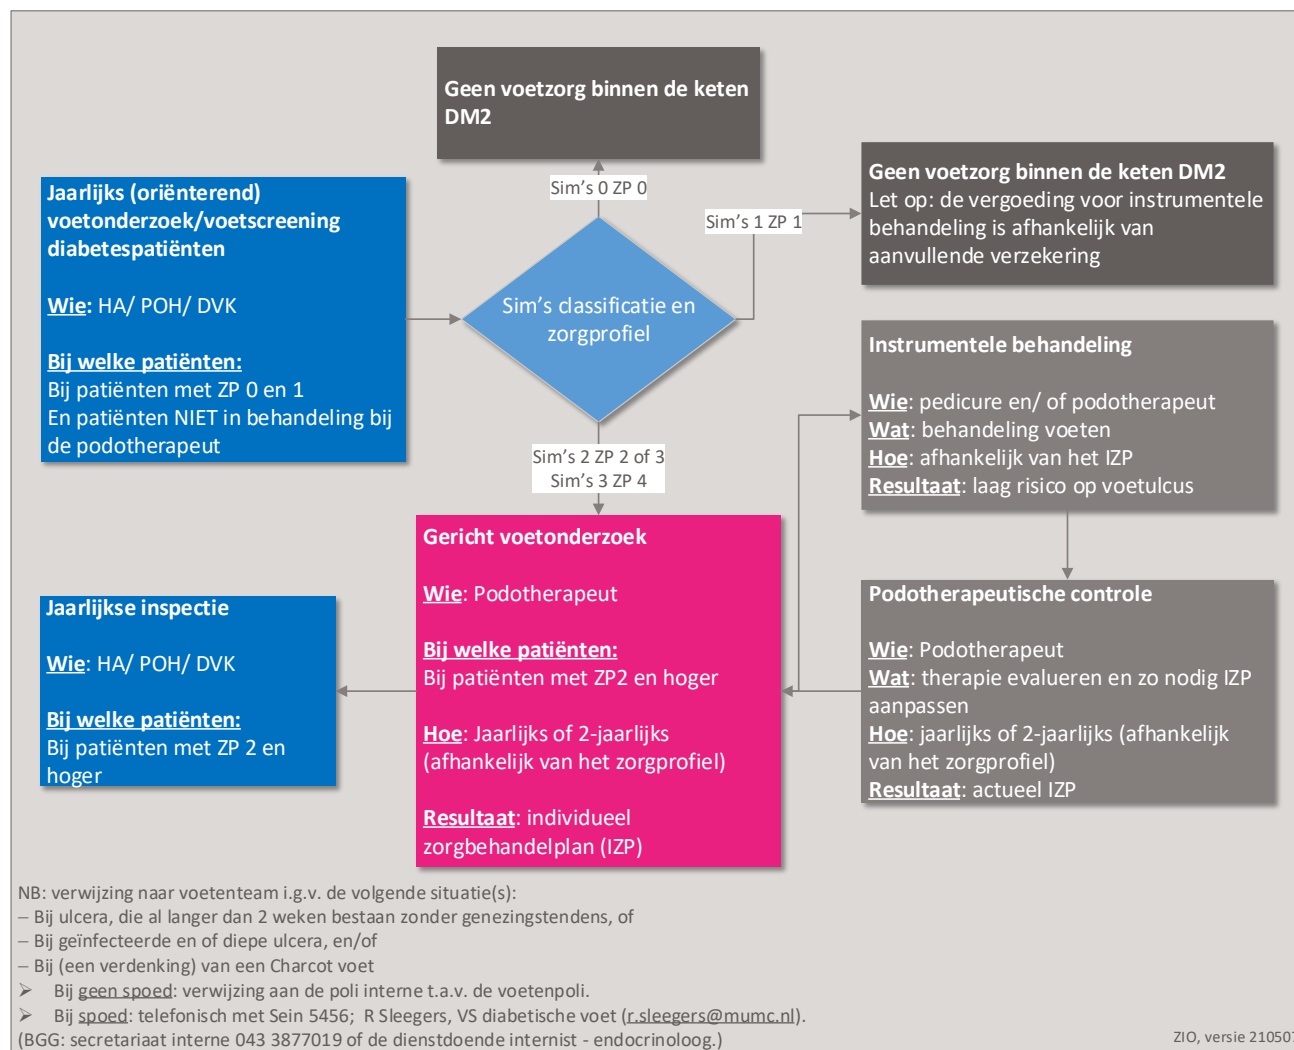 Geen voetzorg binnen de keten
DM2
Sim's 0 ZP 0
Jaarlijks (oriënterend)
voetonderzoek/voetscreening
diabetespatiënten
Wie: HA/ POH/ DVK
Bij welke patiënten:
Bij patiënten met ZP 0 en 1
En patiënten NIET in behandeling bij
de podotherapeut
Sim's classificatie en
zorgprofiel
Sim's 1 ZP 1
Geen voetzorg binnen de keten DM2
Let op: de vergoeding voor instrumentele
behandeling is afhankelijk van
aanvullende verzekering
Sim's 2 ZP 2 of 3
Sim's 3 ZP 4
Instrumentele behandeling
Wie: pedicure en/ of podotherapeut
Wat: behandeling voeten
Hoe: afhankelijk van het IZP
Resultaat: laag risico op voetulcus
Gericht voetonderzoek
Wie: Podotherapeut
Bij welke patiënten:
Bij patiënten met ZP2 en hoger
Hoe: Jaarlijks of 2-jaarlijks
(afhankelijk van het zorgprofiel)
Resultaat: individueel
zorgbehandelplan (IZP)
Jaarlijkse inspectie
Wie: HA/ POH/ DVK
Bij welke patiënten:
Bij patiënten met ZP 2 en
hoger
Podotherapeutische controle
Wie: Podotherapeut
Wat: therapie evalueren en zo nodig IZP
aanpassen
Hoe: jaarlijks of 2-jaarlijks (afhankelijk
van het zorgprofiel)
Resultaat: actueel IZP
NB: verwijzing naar voetenteam i.g.v. de volgende situatie(s):
– Bij ulcera, die al langer dan 2 weken bestaan zonder genezingstendens, of
– Bij geïnfecteerde en of diepe ulcera, en/of
– Bij (een verdenking) van een Charcot voet
➢ Bij geen spoed: verwijzing aan de poli interne t.a.v. de voetenpoli.
➢ Bij spoed: telefonisch met Sein 5456; R Sleegers, VS diabetische voet (r.sleegers@mumc.nl).
(BGG: secretariaat interne 043 3877019 of de dienstdoende internist - endocrinoloog.)
ZIO, versie 210507